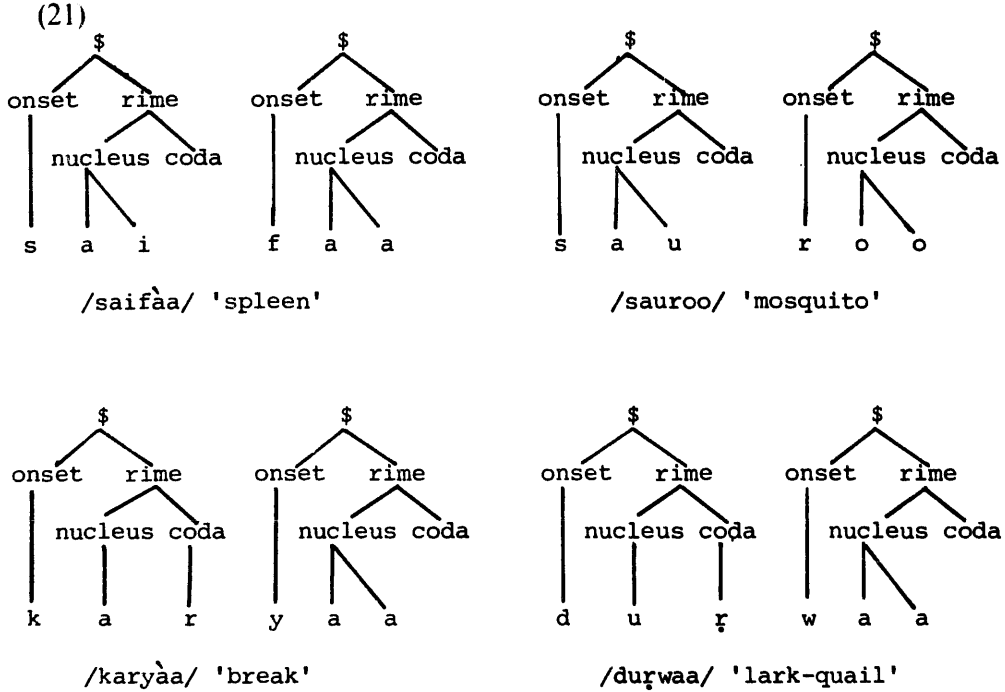 (21)
$ $ $ $
onset rime onset rime onset rime onset rime
nucleus coda nucleus coda nucleus coda nucleus coda
s a i f a a s a u r o o
/saifàa/ 'spleen' /sauroo/ 'mosquito'
$ $ $ $
onset rime onset rime onset rime onset rime
nucleus coda nucleus coda nucleus coda nucleus coda
k a r y a a d u ṛ w a a
/karyàa/ 'break' /duṛwaa/ 'lark-quail'